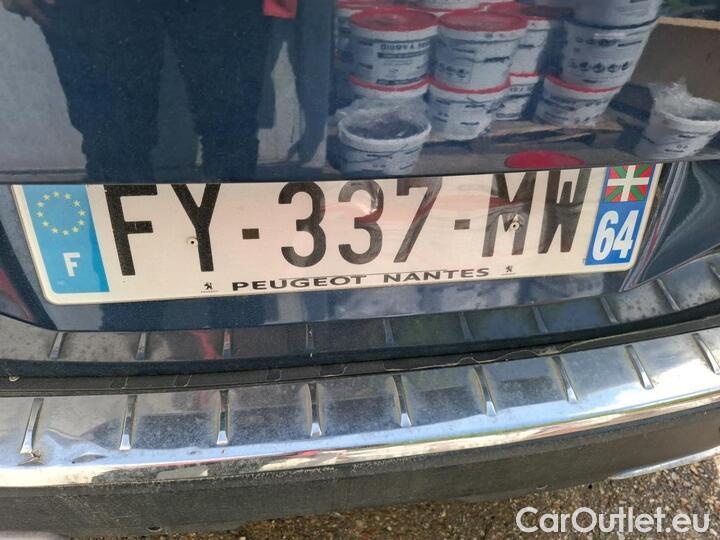 F
FY-337-MW
64
PEUGEOT NANTES
CarOutlet.eu